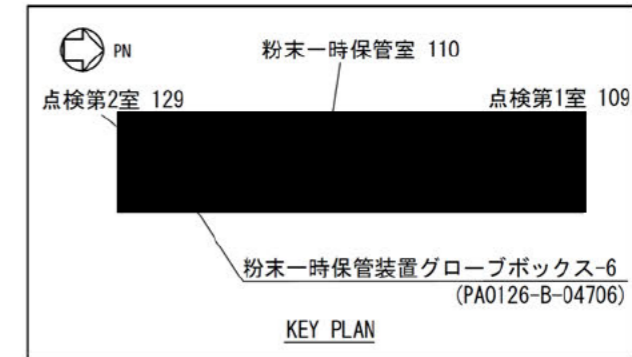 PN
粉末一時保管室 110
点検第2室 129
点検第1室 109
粉末一時保管装置グローブボックス-6
(PA0126-B-04706)
KEY PLAN